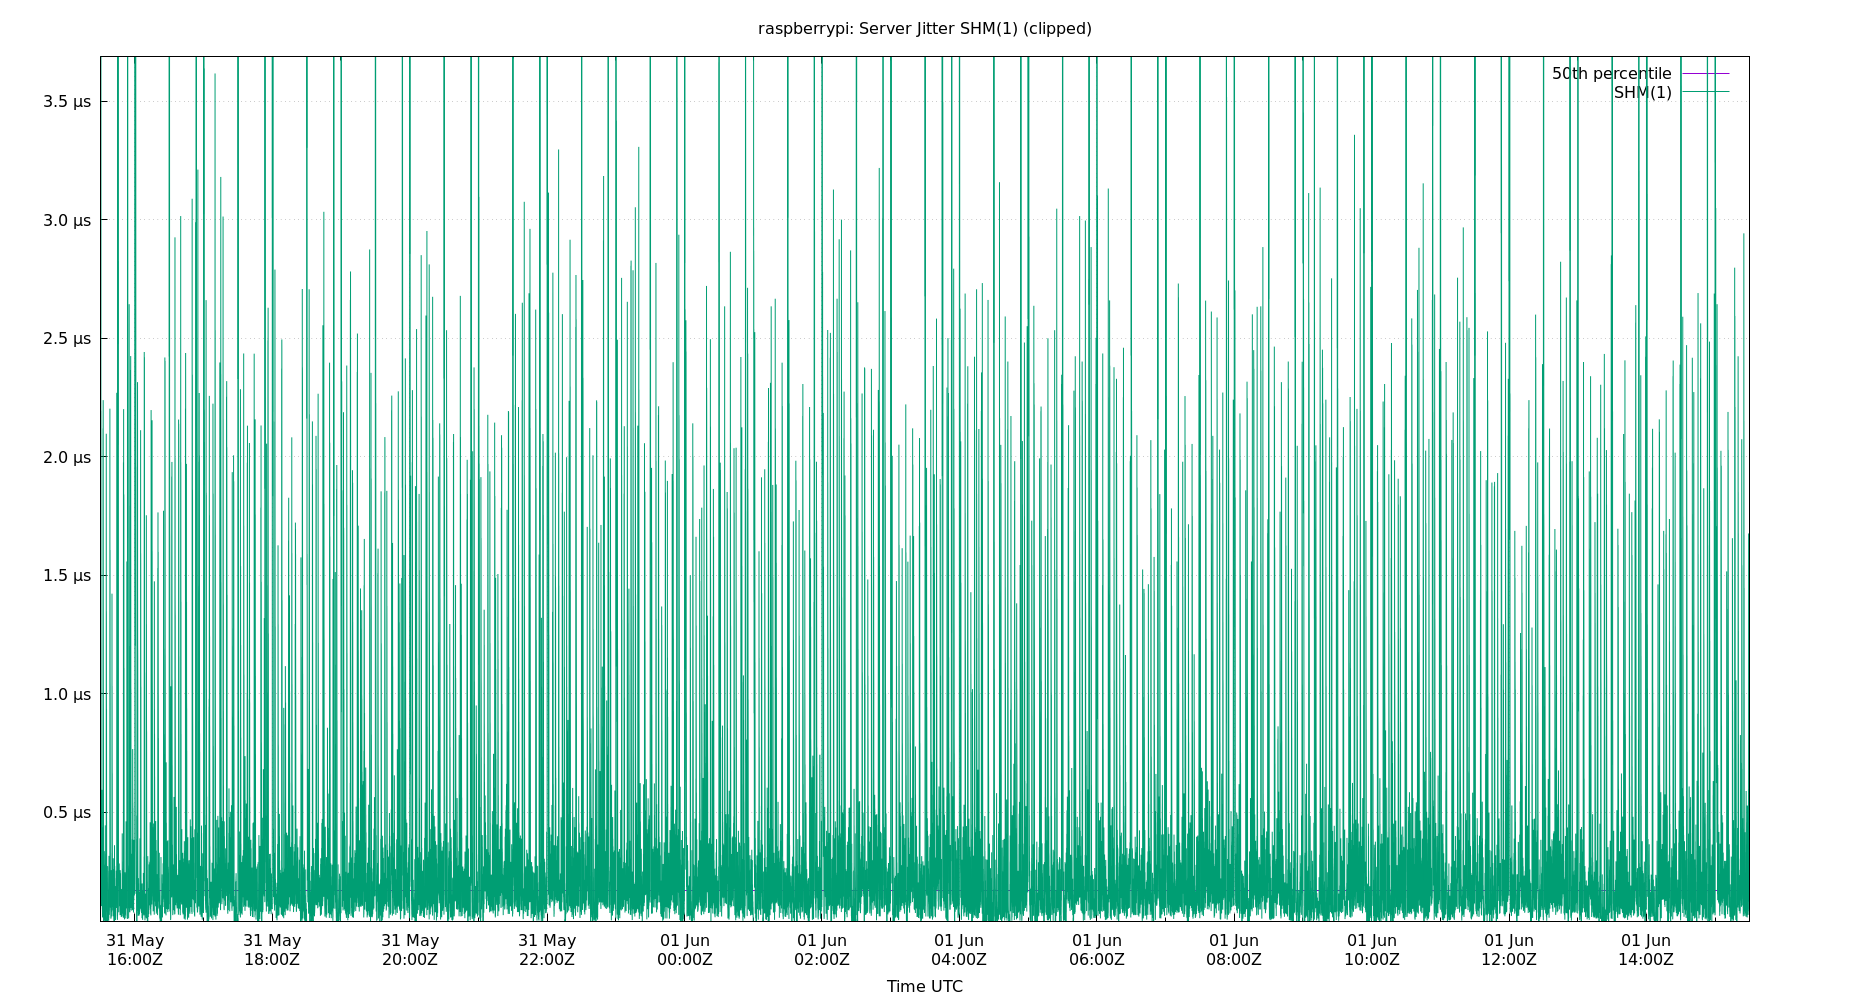 raspberrypi: Server Jitter SHM(1) (clipped)
50th percentile
SHM(1)
3.5 µs
3.0 µs
2.5 µs
2.0 µs
1.5 µs
1.0 µs
0.5 µs
31 May 31 May 31 May 31 May 01 Jun 01 Jun 01 Jun 01 Jun 01 Jun 01 Jun 01 Jun 01 Jun
16:00Z 18:00Z 20:00Z 22:00Z 00:00Z 02:00Z 04:00Z 06:00Z 08:00Z 10:00Z 12:00Z 14:00Z
Time UTC